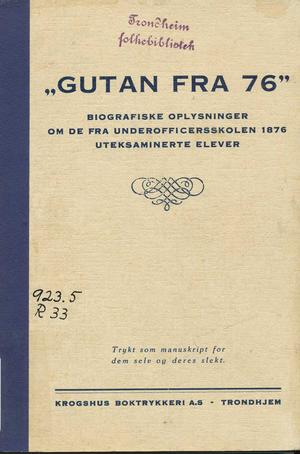 Trondheim
folkebibliotek
„GUTAN FRA 76”
BIOGRAFISKE OPLYSNINGER
OM DE FRA UNDEROFFICERSSKOLEN 1876
UTEKSAMINERTE ELEVER
923.5
R 33
Trykt som manuskript for
dem selv og deres slekt.
KROGSHUS BOKTRYKKERI A.S - TRONDHJEM